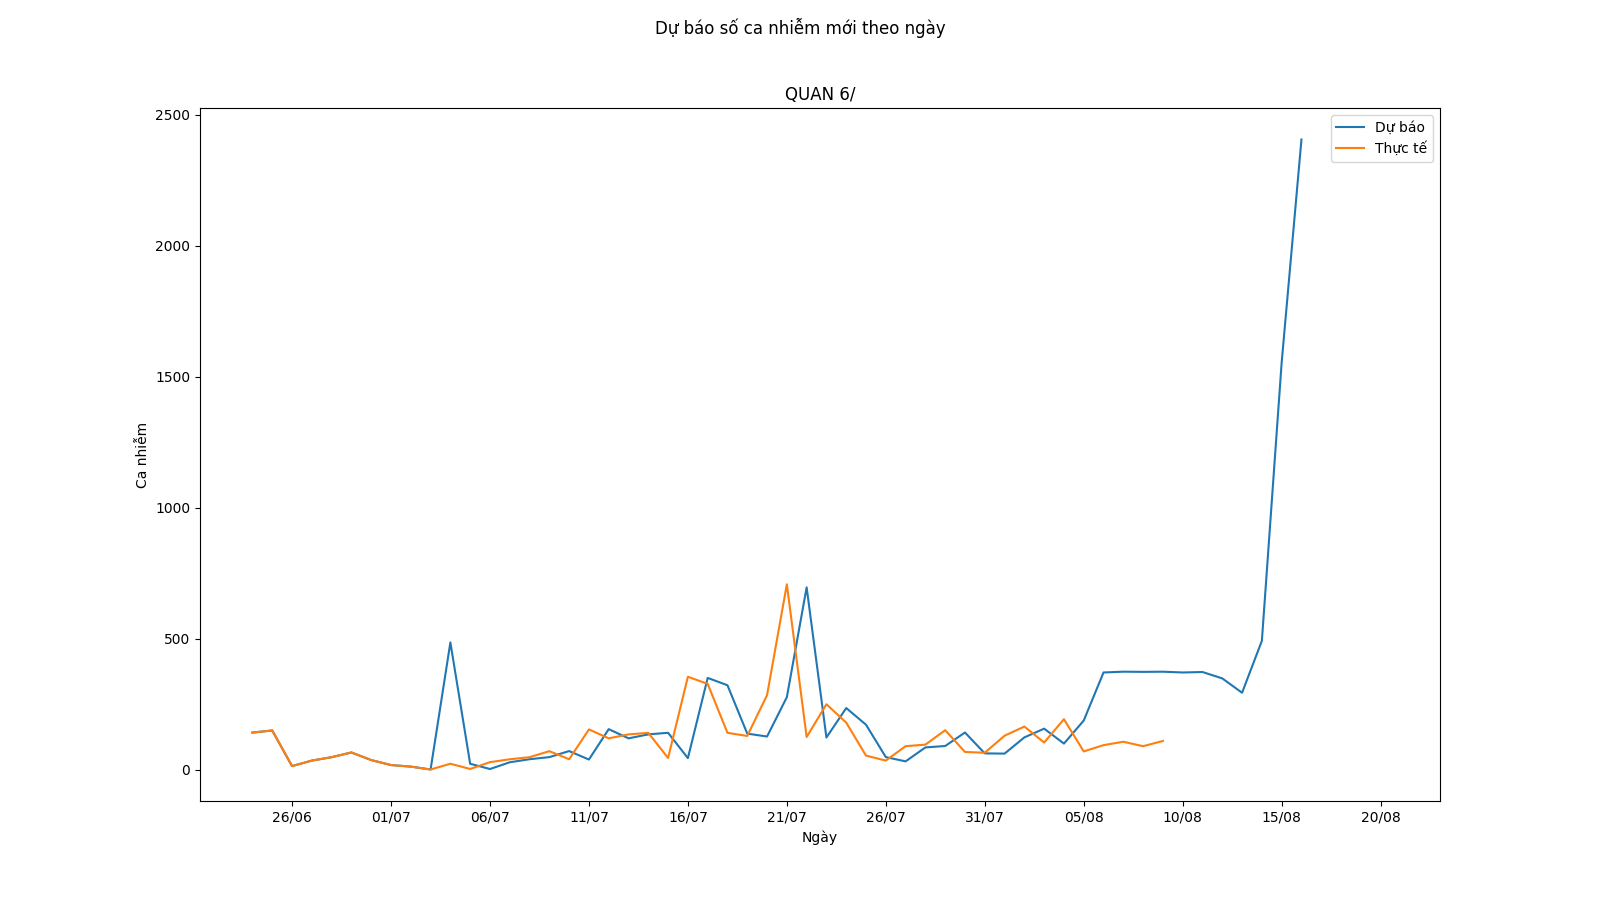 Dự báo số ca nhiễm mới theo ngày
QUAN 6/
Dự báo
Thực tế
2500
2000
1500
1000
500
0
Ca nhiễm
26/06 01/07 06/07 11/07 16/07 21/07 26/07 31/07 05/08 10/08 15/08 20/08
Ngày